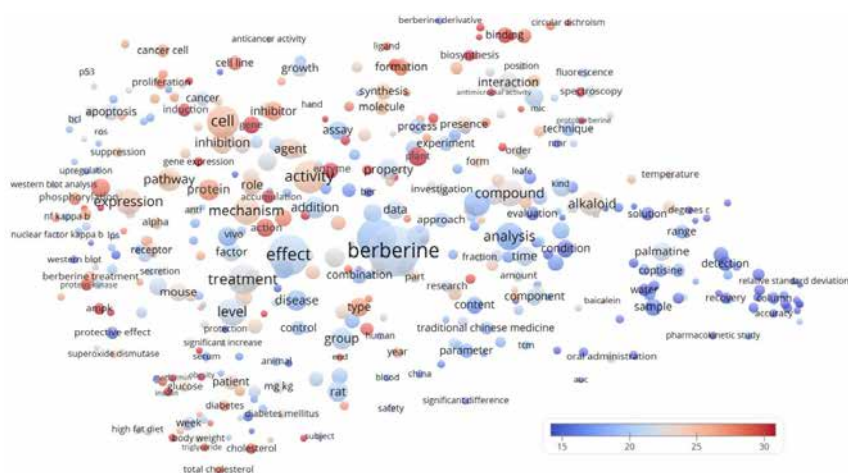 berberine derivative
circular dichroism
anticancer activity
ligand
binding
cancer cell
cell line
biosynthesis
p53
growth
formation
position
fluorescence
proliferation
synthesis
interaction
spectroscopy
cancer
hand
molecule
antimicrobial activity
induction
inhibitor
bcl
apoptosis
cell
gene
assay
process
presence
mic
protoberberine
technique
ros
inhibition
experiment
nmr
suppression
agent
plant
order
gene expression
enzyme
property
form
upregulation
pathway
activity
leafe
temperature
western blot analysis
protein
role
ber
investigation
compound
kind
phosphorylation
expression
accumulation
alkaloid
degrees c
anti
mechanism
addition
data
evaluation
solution
nf kappa b
alpha
action
approach
range
nuclear factor kappa b
lps
vivo
analysis
condition
receptor
factor
effect
berberine
fraction
time
palmatine
detection
western blot
secretion
combination
part
amount
coptisine
berberine treatment
treatment
research
relative standard deviation
protein kinase
mouse
disease
component
baicalein
water
recovery
column
ampk
level
type
content
sample
accuracy
protective effect
protection
control
human
traditional chinese medicine
significant increase
group
pharmacokinetic study
superoxide dismutase
serum
animal
end
year
parameter
tcm
oral administration
obesity
glucose
patient
blood
china
auc
insulin
mg kg
rat
diabetes
safety
significant difference
week
diabetes mellitus
high fat diet
body weight
subject
triglyceride
cholesterol
total cholesterol
15 20 25 30